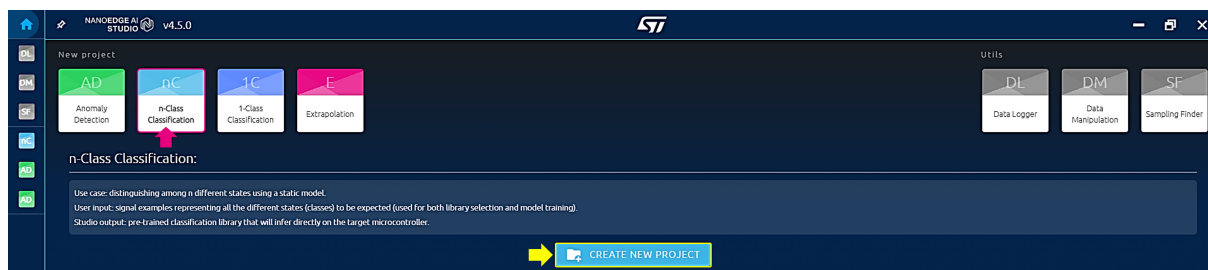 NANOEDGE AI
STUDIO
v4.5.0
ST
New project
Utils
DL
DM
SF
nC
AD
AD
AD
Anomaly
Detection
nC
n-Class
Classification
1C
1-Class
Classification
E
Extrapolation
DL
Data Logger
DM
Data
Manipulation
SF
Sampling Finder
n-Class Classification:
Use case: distinguishing among n different states using a static model.
User input: signal examples representing all the different states (classes) to be expected (used for both library selection and model training).
Studio output: pre-trained classification library that will infer directly on the target microcontroller.
CREATE NEW PROJECT